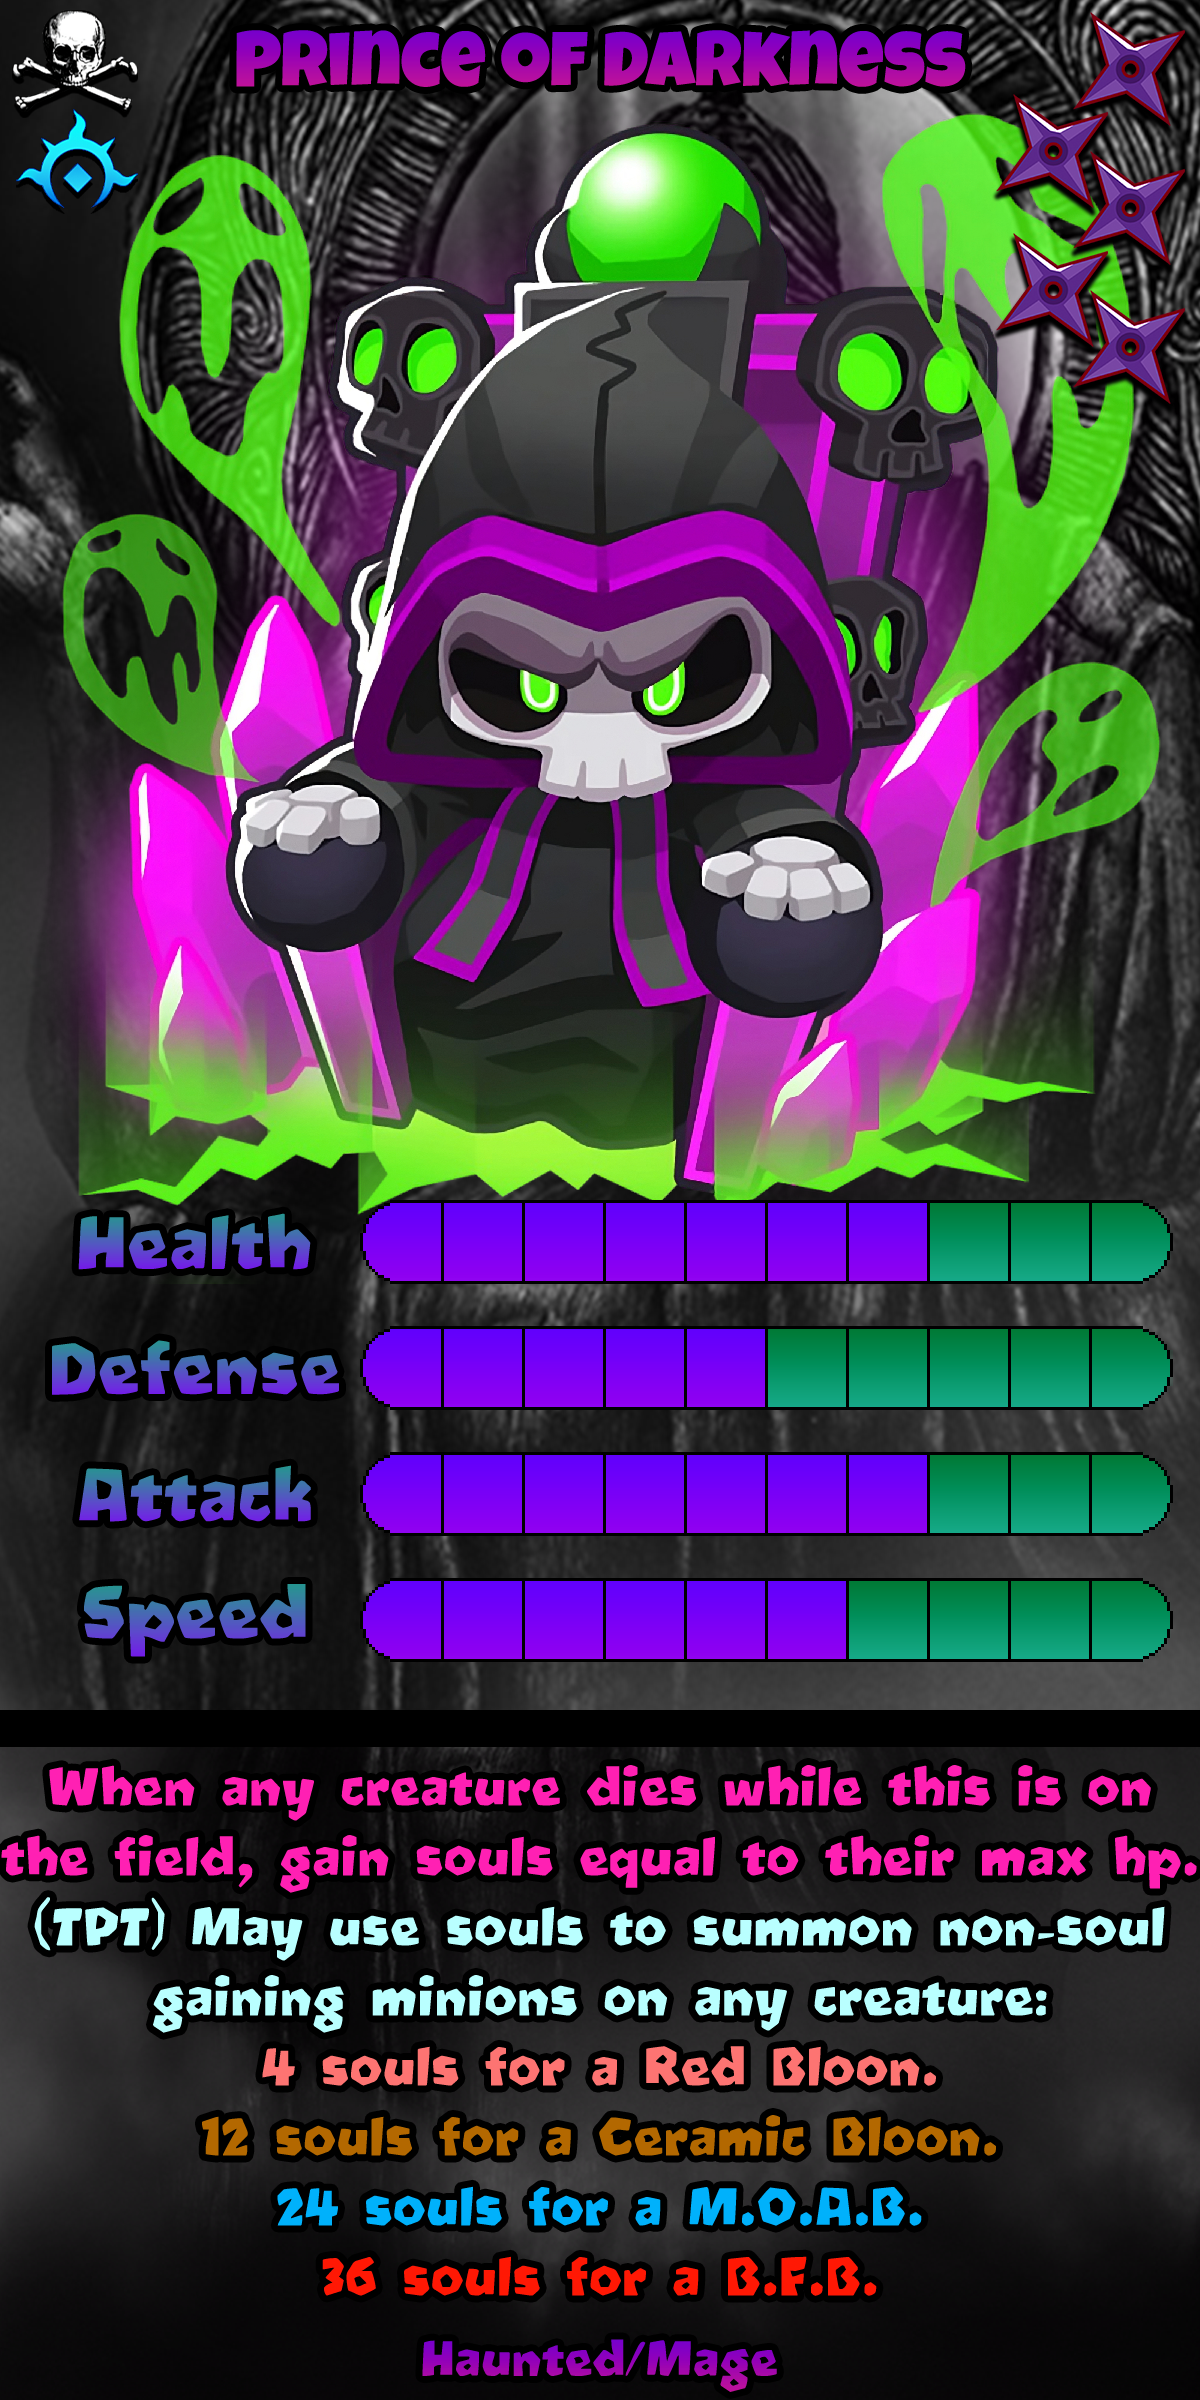 PRINCE OF DARKNESS
Health
Defense
Attack
Speed
When any creature dies while this is on
the field, gain souls equal to their max hp.
(TPT) May use souls to summon non-soul
gaining minions on any creature:
4 souls for a Red Bloon.
12 souls for a Ceramic Bloon.
24 souls for a M.O.A.B.
36 souls for a B.F.B.
Haunted/Mage